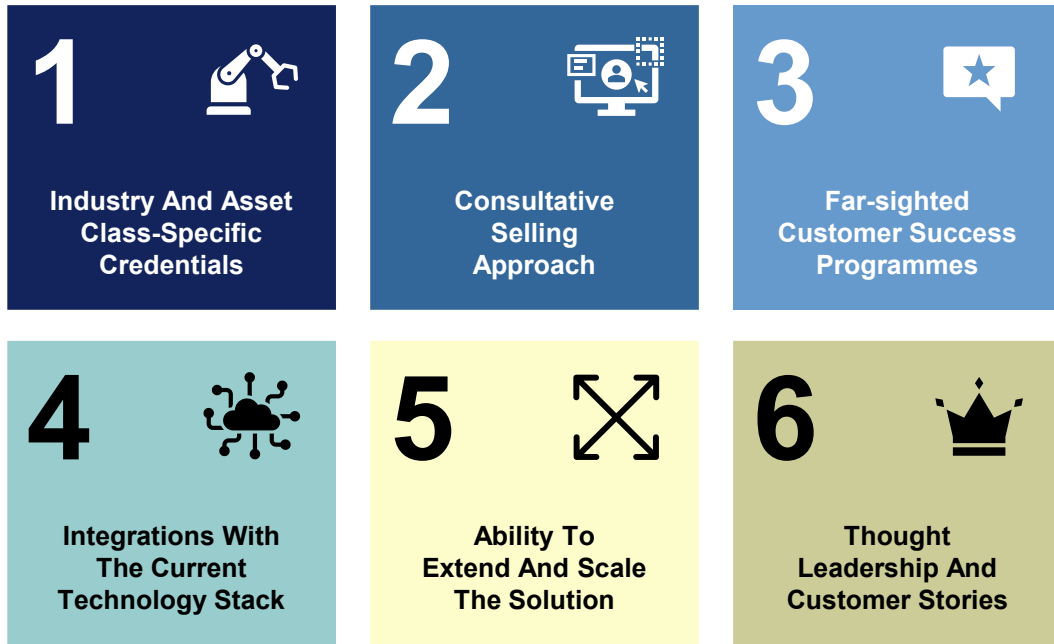 1
Industry And Asset
Class-Specific
Credentials
2
Consultative
Selling
Approach
3
Far-sighted
Customer Success
Programmes
4
Integrations With
The Current
Technology Stack
5
Ability To
Extend And Scale
The Solution
6
Thought
Leadership And
Customer Stories